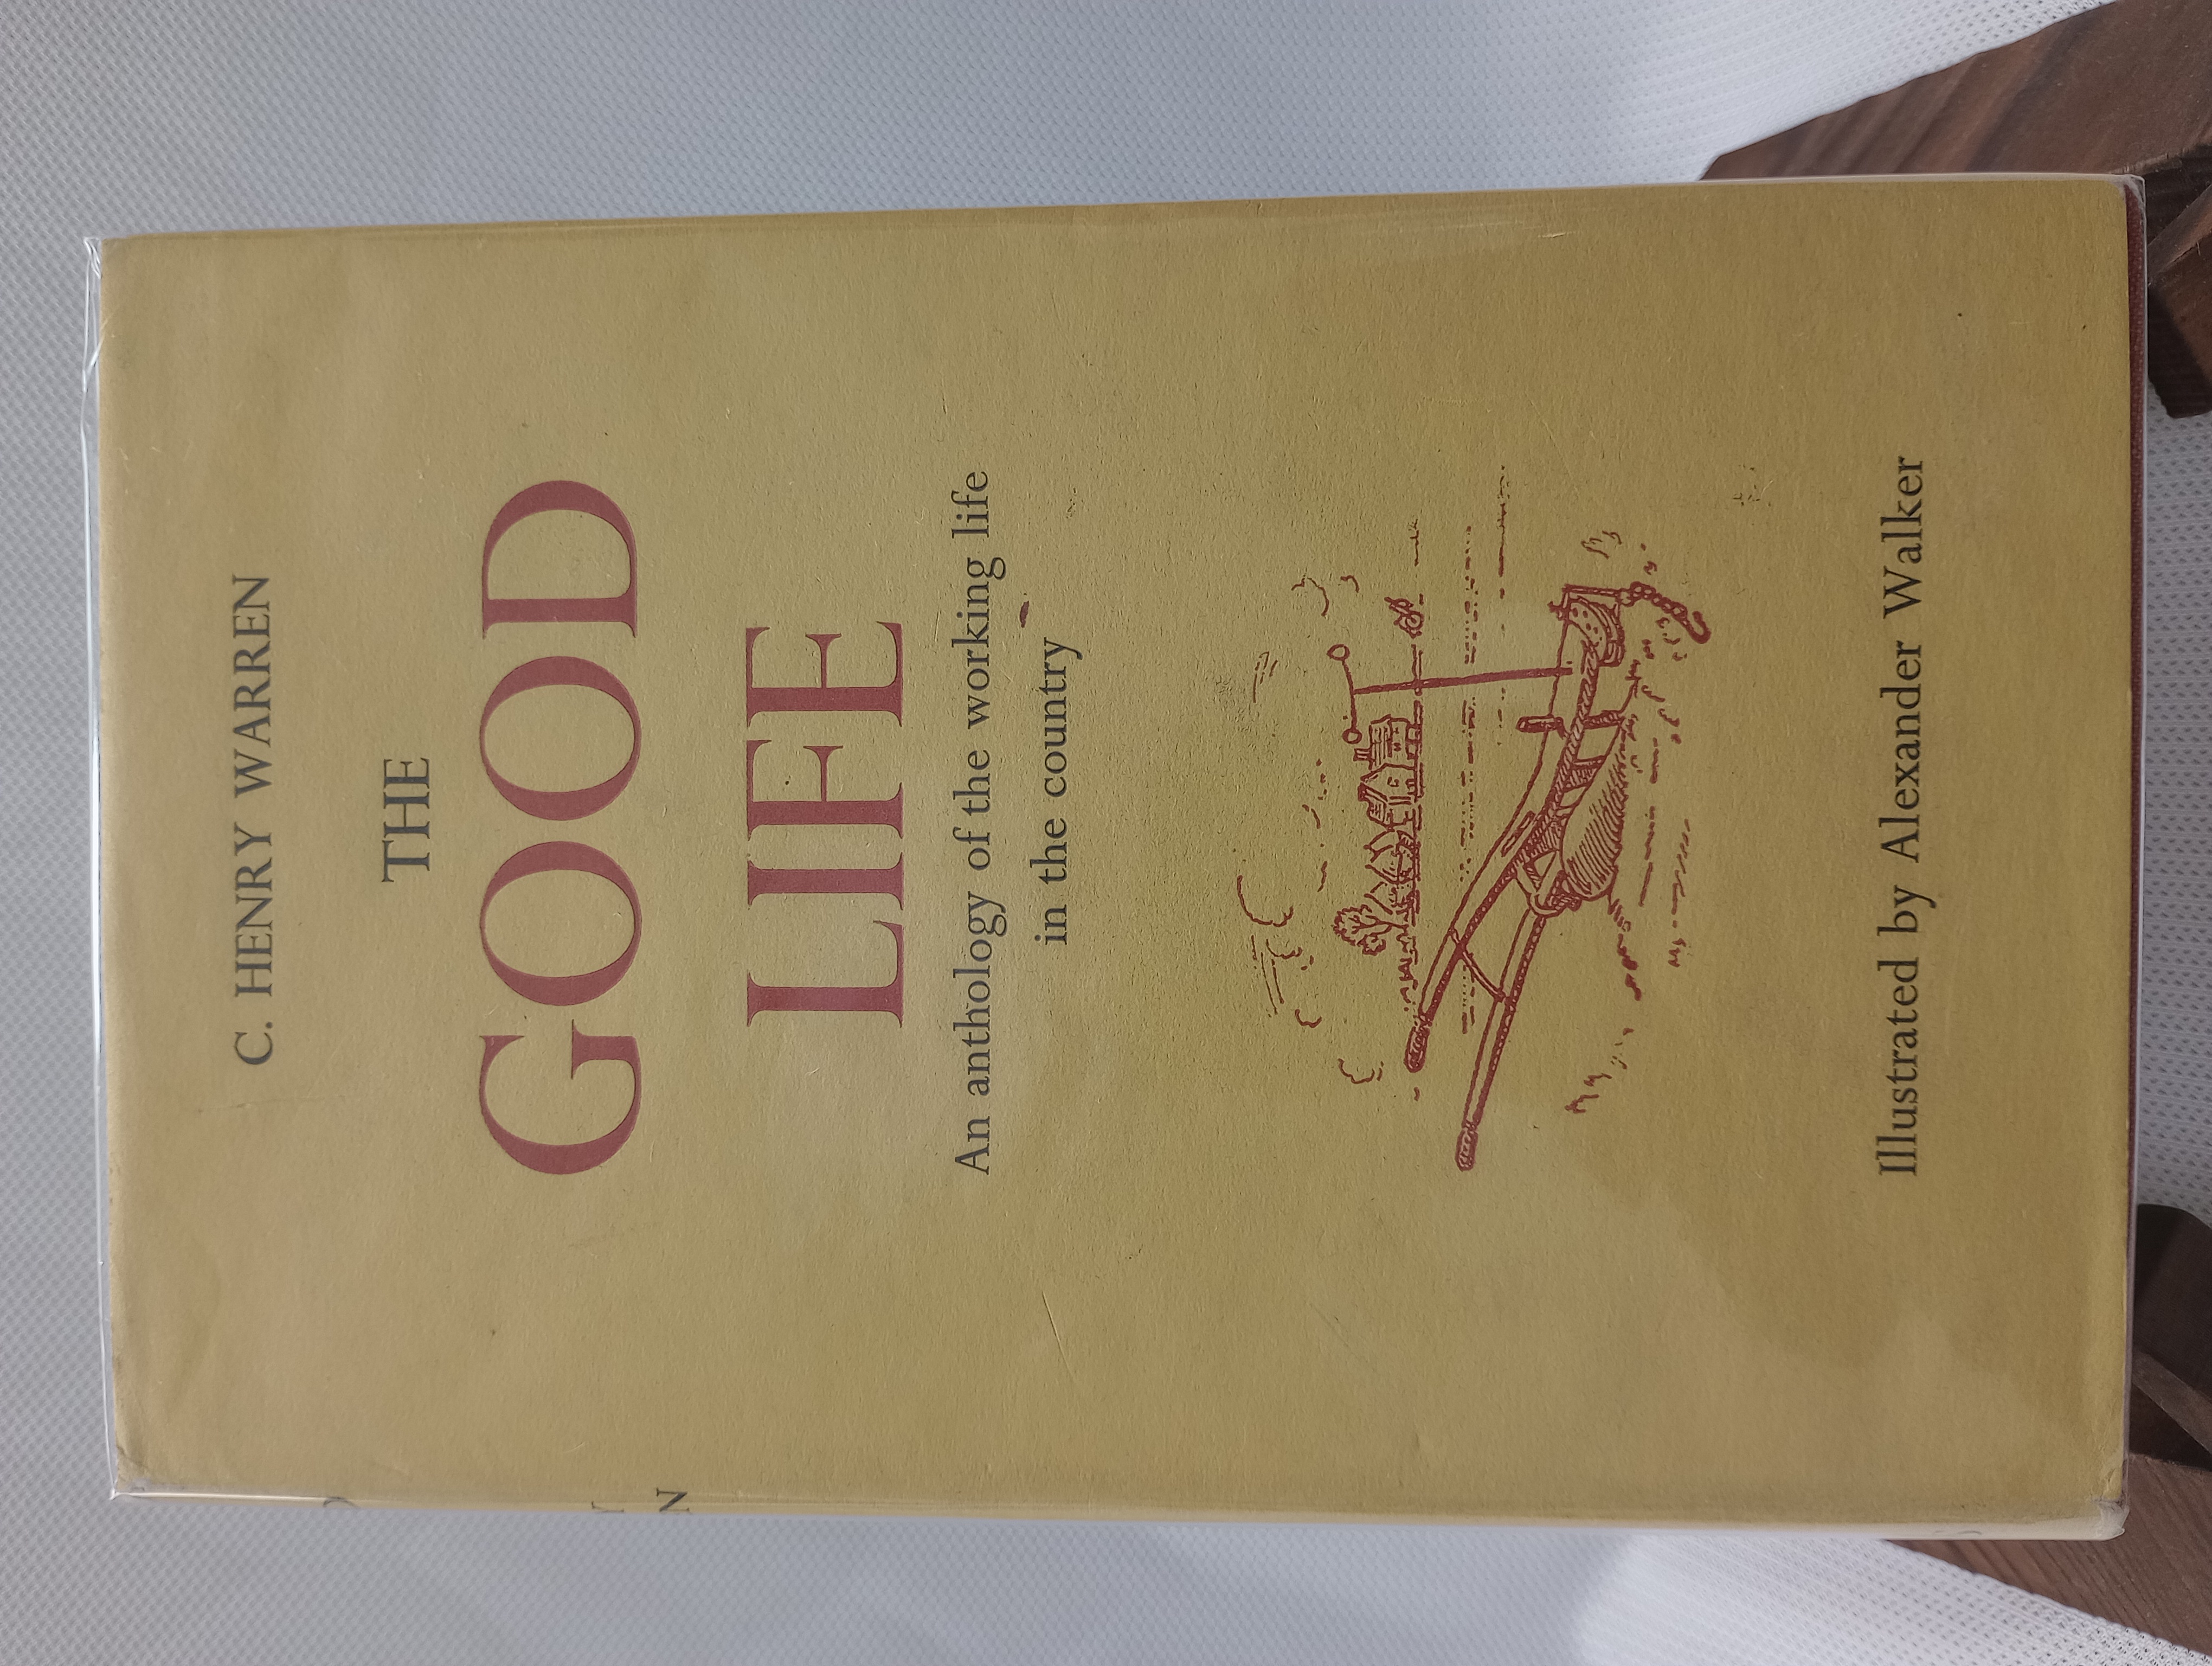 C. HENRY WARREN
THE
GOOD
LIFE
An anthology of the working life
in the country
Illustrated by Alexander Walker